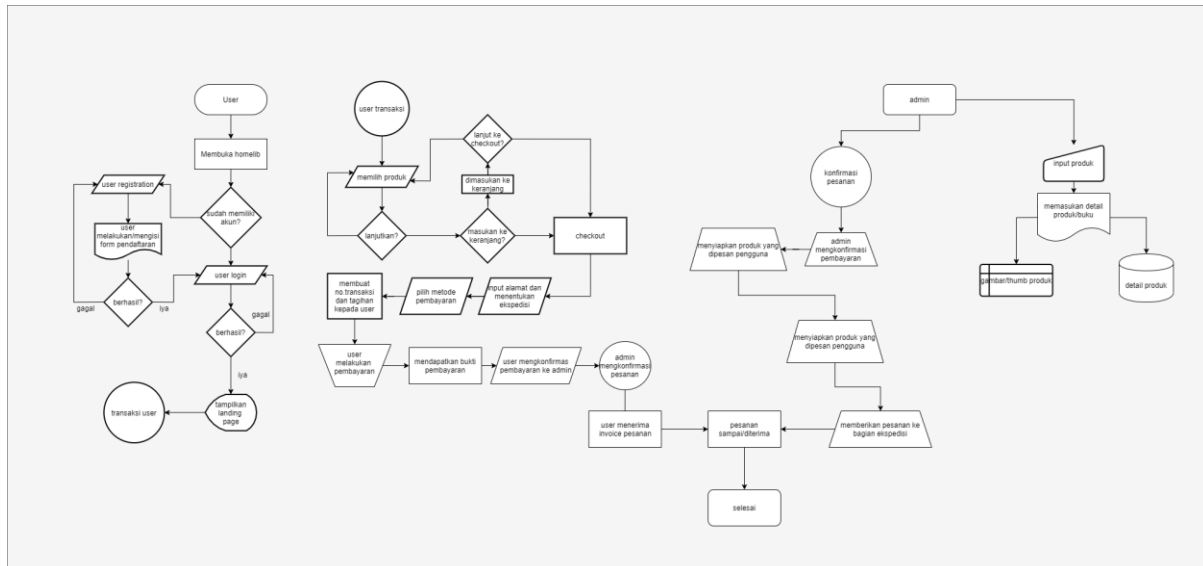 User
Membuka homelib
user registration
sudah memiliki
akun?
user
melakukan/mengisi
form pendaftaran
user login
berhasil?
gagal
iya
gagal
berhasil?
iya
tampilkan
landing
page
transaksi user
user transaksi
lanjut ke
checkout?
memilih produk
dimasukan ke
keranjang
lanjutkan?
masukan ke
keranjang?
checkout
membuat
no.transaksi
dan tagihan
kepada user
pilih metode
pembayaran
input alamat dan
menentukan
ekspedisi
user
melakukan
pembayaran
mendapatkan bukti
pembayaran
user mengkonfirmas
pembayaran ke admin
admin
mengkonfirmasi
pesanan
user menerima
invoice pesanan
pesanan
sampai/diterima
selesai
admin
konfirmasi
pesanan
admin
mengkonfirmasi
pembayaran
menyiapkan produk yang
dipesan pengguna
menyiapkan produk yang
dipesan pengguna
memberikan pesanan ke
bagian ekspedisi
input produk
memasukan detail
produk/buku
gambar/thumb produk
detail produk